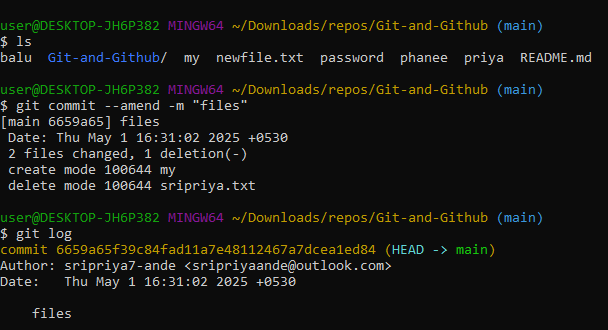 user@DESKTOP-JH6P382 MINGW64 ~/Downloads/repos/Git-and-Github (main)
$ ls
balu  Git-and-Github/  my  newfile.txt  password  phanee  priya  README.md
user@DESKTOP-JH6P382 MINGW64 ~/Downloads/repos/Git-and-Github (main)
$ git commit --amend -m "files"
[main 6659a65] files
 Date: Thu May 1 16:31:02 2025 +0530
 2 files changed, 1 deletion(-)
 create mode 100644 my
 delete mode 100644 sripriya.txt
user@DESKTOP-JH6P382 MINGW64 ~/Downloads/repos/Git-and-Github (main)
$ git log
commit 6659a65f39c84fad11a7e48112467a7dcea1ed84 (HEAD -> main)
Author: sripriya7-ande <sripriyaande@outlook.com>
Date:   Thu May 1 16:31:02 2025 +0530
    files